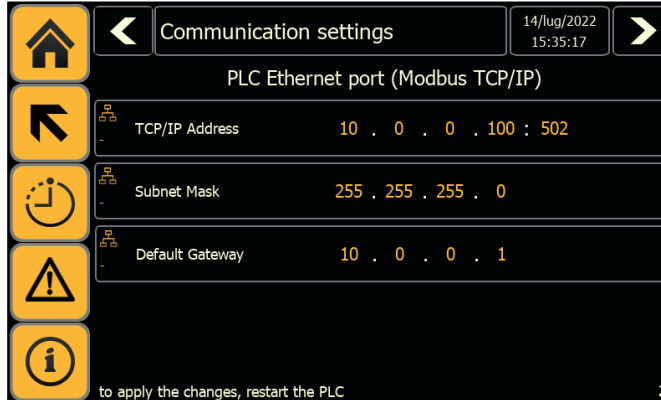 Communication settings
14/lug/2022
15:35:17
PLC Ethernet port (Modbus TCP/IP)
TCP/IP Address 10 . 0 . 0 . 100 : 502
-
Subnet Mask 255 . 255 . 255 . 0
-
Default Gateway 10 . 0 . 0 . 1
-
i
to apply the changes, restart the PLC